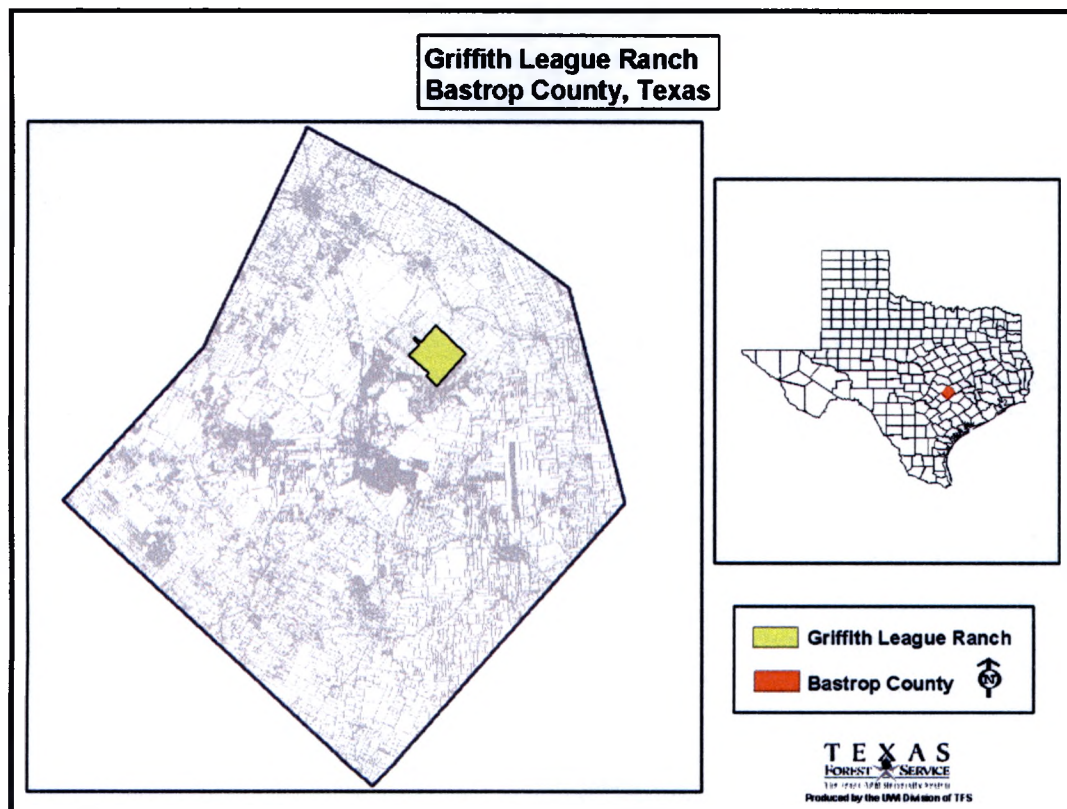 Griffith League Ranch
Bastrop County, Texas
Griffith League Ranch
Bastrop County
N
TEXAS
FOREST SERVICE
Produced by the UWI Division of TFS